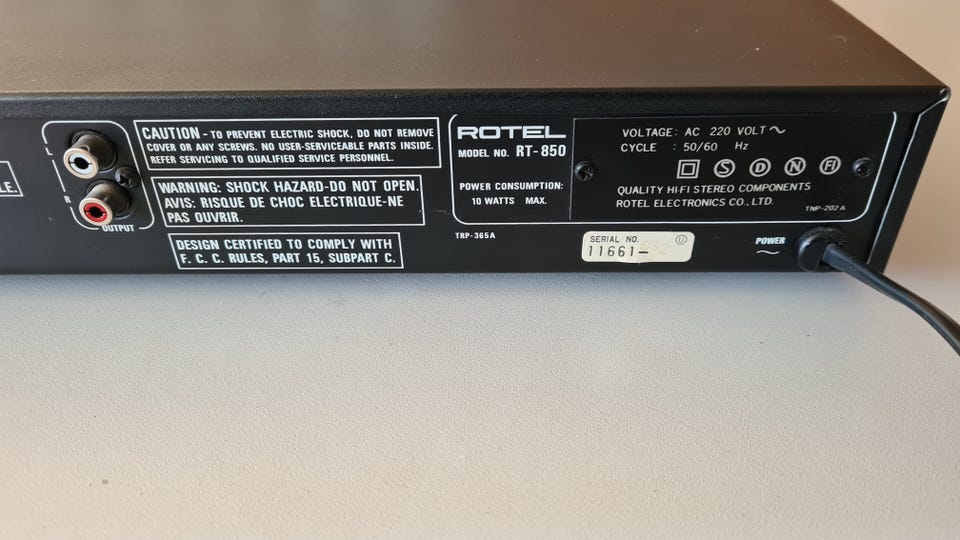 LE.
L
R
OUTPUT
CAUTION - TO PREVENT ELECTRIC SHOCK, DO NOT REMOVE
COVER OR ANY SCREWS. NO USER-SERVICEABLE PARTS INSIDE.
REFER SERVICING TO QUALIFIED SERVICE PERSONNEL.
WARNING: SHOCK HAZARD-DO NOT OPEN.
AVIS: RISQUE DE CHOC ELECTRIQUE-NE
PAS OUVRIR.
DESIGN CERTIFIED TO COMPLY WITH
F. C. C. RULES, PART 15, SUBPART C.
ROTEL
MODEL NO. RT-850
POWER CONSUMPTION:
10 WATTS MAX.
TRP-365A
VOLTAGE: AC 220 VOLT~
CYCLE : 50/60 Hz
S D N FI
QUALITY HI-FI STEREO COMPONENTS
ROTEL ELECTRONICS CO., LTD.
TNP-202A
SERIAL NO. U
11661-
POWER
~